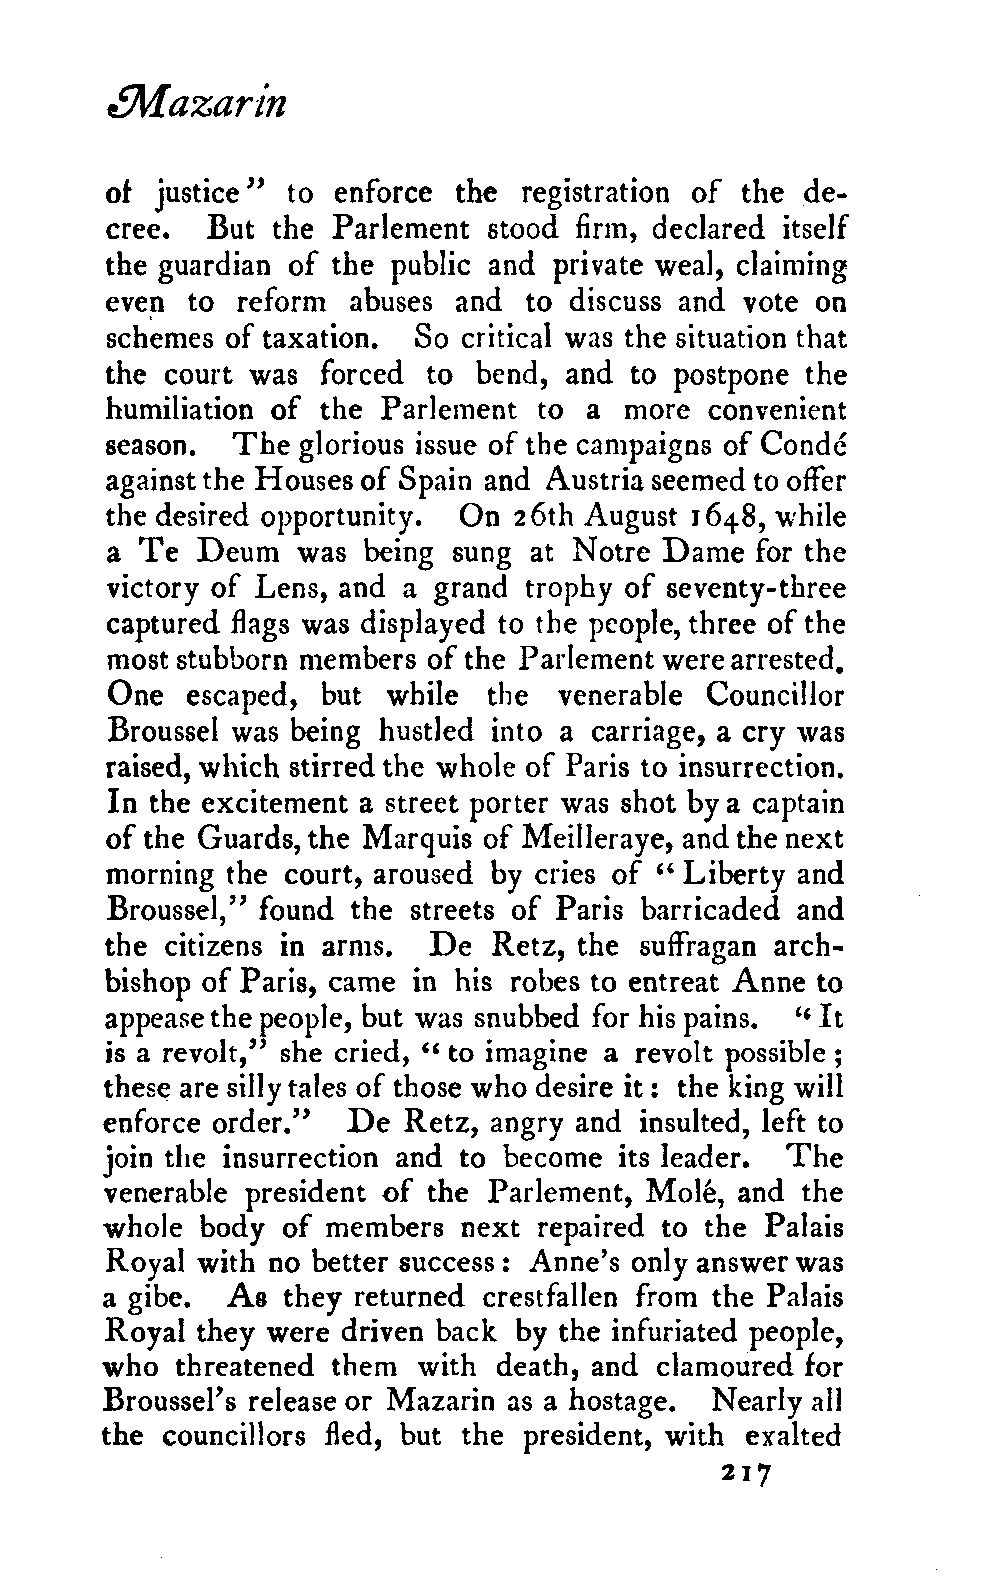 Mazarin
of justice" to enforce the registration of the de-
cree. But the Parlement stood firm, declared itself
the guardian of the public and private weal, claiming
even to reform abuses and to discuss and vote on
schemes of taxation. So critical was the situation that
the court was forced to bend, and to postpone the
humiliation of the Parlement to a more convenient
season. The glorious issue of the campaigns of Condé
against the Houses of Spain and Austria seemed to offer
the desired opportunity. On 26th August 1648, while
a Te Deum was being sung at Notre Dame for the
victory of Lens, and a grand trophy of seventy-three
captured flags was displayed to the people, three of the
most stubborn members of the Parlement were arrested.
One escaped, but while the venerable Councillor
Broussel was being hustled into a carriage, a cry was
raised, which stirred the whole of Paris to insurrection.
In the excitement a street porter was shot by a captain
of the Guards, the Marquis of Meilleraye, and the next
morning the court, aroused by cries of "Liberty and
Broussel," found the streets of Paris barricaded and
the citizens in arms. De Retz, the suffragan arch-
bishop of Paris, came in his robes to entreat Anne to
appease the people, but was snubbed for his pains. "It
is a revolt," she cried, "to imagine a revolt possible;
these are silly tales of those who desire it: the king will
enforce order." De Retz, angry and insulted, left to
join the insurrection and to become its leader. The
venerable president of the Parlement, Molé, and the
whole body of members next repaired to the Palais
Royal with no better success: Anne's only answer was
a gibe. As they returned crestfallen from the Palais
Royal they were driven back by the infuriated people,
who threatened them with death, and clamoured for
Broussel's release or Mazarin as a hostage. Nearly all
the councillors fled, but the president, with exalted
217